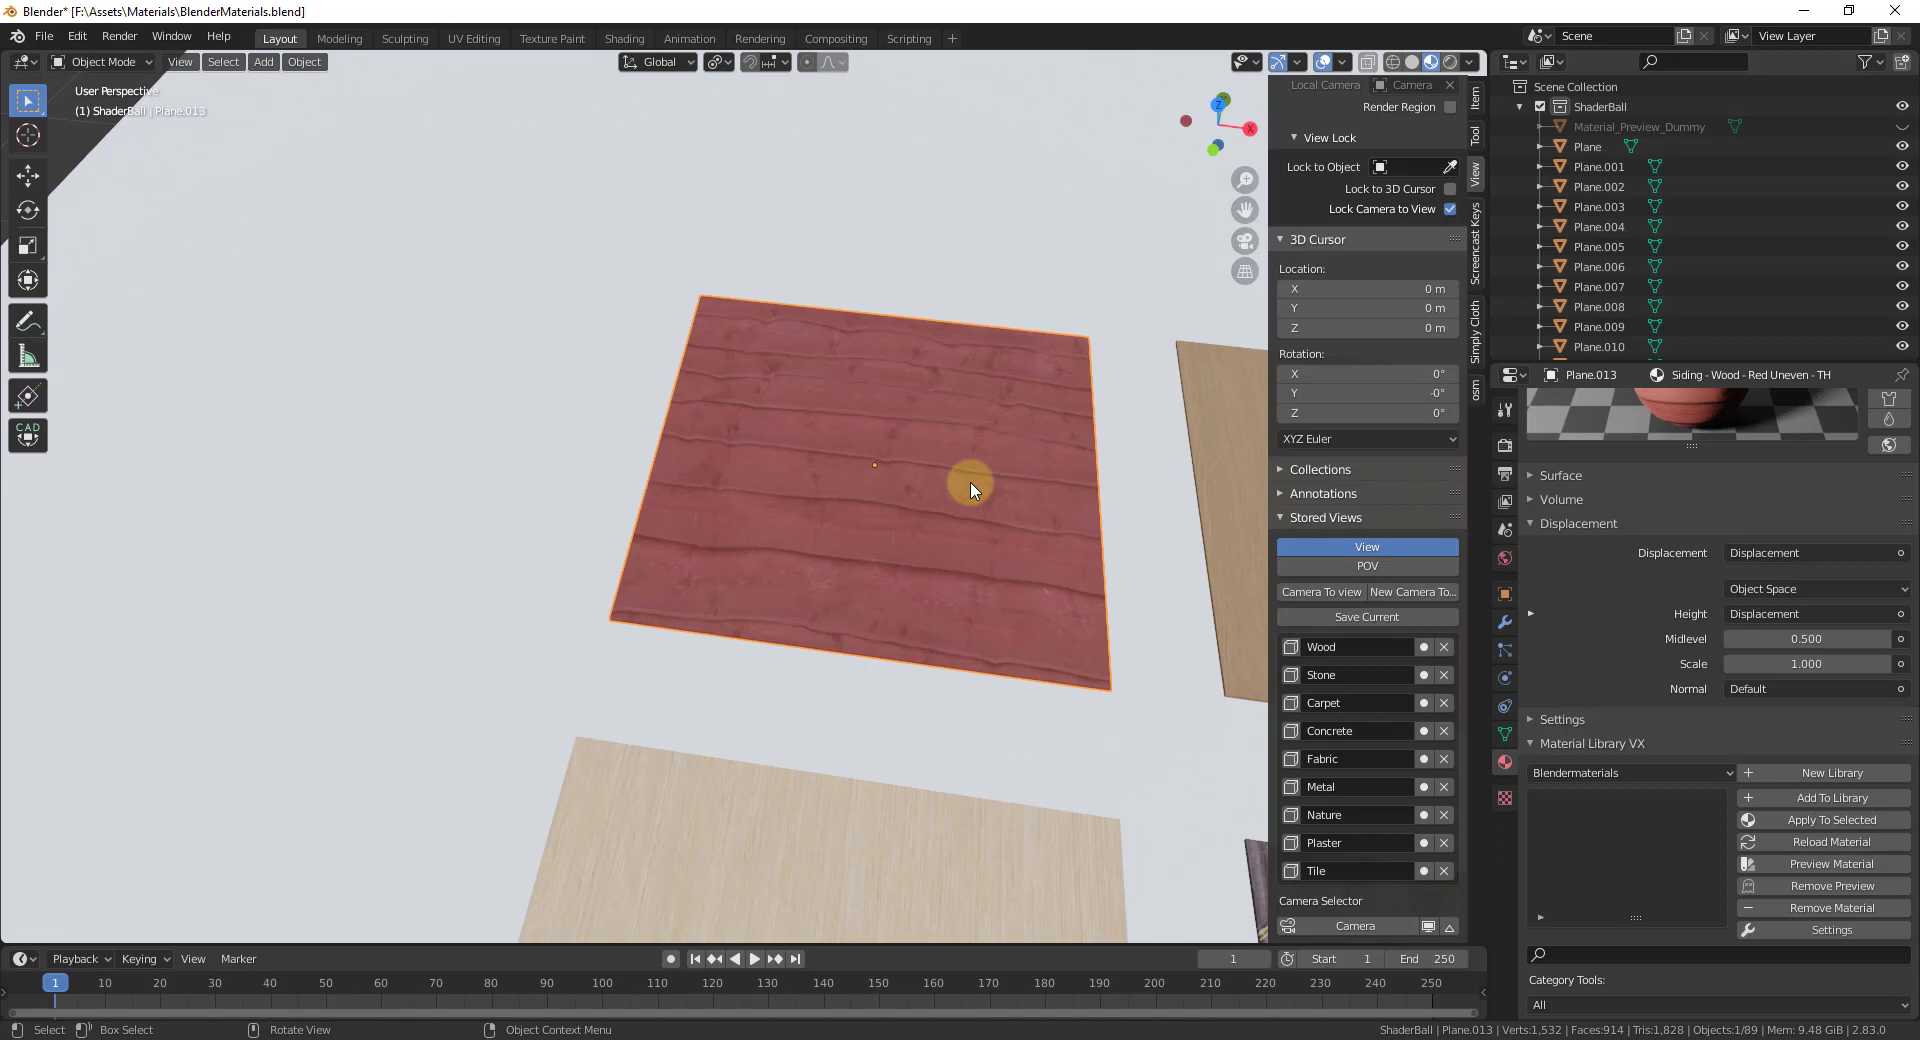 Blender* [F:\Assets\Materials\BlenderMaterials.blend]
File Edit Render Window Help
Layout Modeling Sculpting UV Editing Texture Paint Shading Animation Rendering Compositing Scripting
Scene
View Layer
Object Mode View Select Add Object
Global
User Perspective
(1) ShaderBall | Plane.013
CAD
Z
X
Local Camera Camera
Render Region
View Lock
Lock to Object
Lock to 3D Cursor
Lock Camera to View
3D Cursor
Location:
X 0 m
Y 0 m
Z 0 m
Rotation:
X 0°
Y -0°
Z 0°
XYZ Euler
Collections
Annotations
Stored Views
View
POV
Camera To view New Camera To...
Save Current
Wood
Stone
Carpet
Concrete
Fabric
Metal
Nature
Plaster
Tile
Camera Selector
Camera
Item
Tool
View
Screencast Keys
Simply Cloth
osm
Scene Collection
ShaderBall
Material_Preview_Dummy
Plane
Plane.001
Plane.002
Plane.003
Plane.004
Plane.005
Plane.006
Plane.007
Plane.008
Plane.009
Plane.010
Plane.013 Siding - Wood - Red Uneven - TH
Surface
Volume
Displacement
Displacement Displacement
Object Space
Height Displacement
Midlevel 0.500
Scale 1.000
Normal Default
Settings
Material Library VX
Blendermaterials New Library
Add To Library
Apply To Selected
Reload Material
Preview Material
Remove Preview
Remove Material
Settings
Category Tools:
All
Playback Keying View Marker
1 Start 1 End 250
1 10 20 30 40 50 60 70 80 90 100 110 120 130 140 150 160 170 180 190 200 210 220 230 240 250
Select Box Select Rotate View Object Context Menu
ShaderBall | Plane.013 | Verts:1,532 | Faces:914 | Tris:1,828 | Objects:1/89 | Mem: 9.48 GiB | 2.83.0